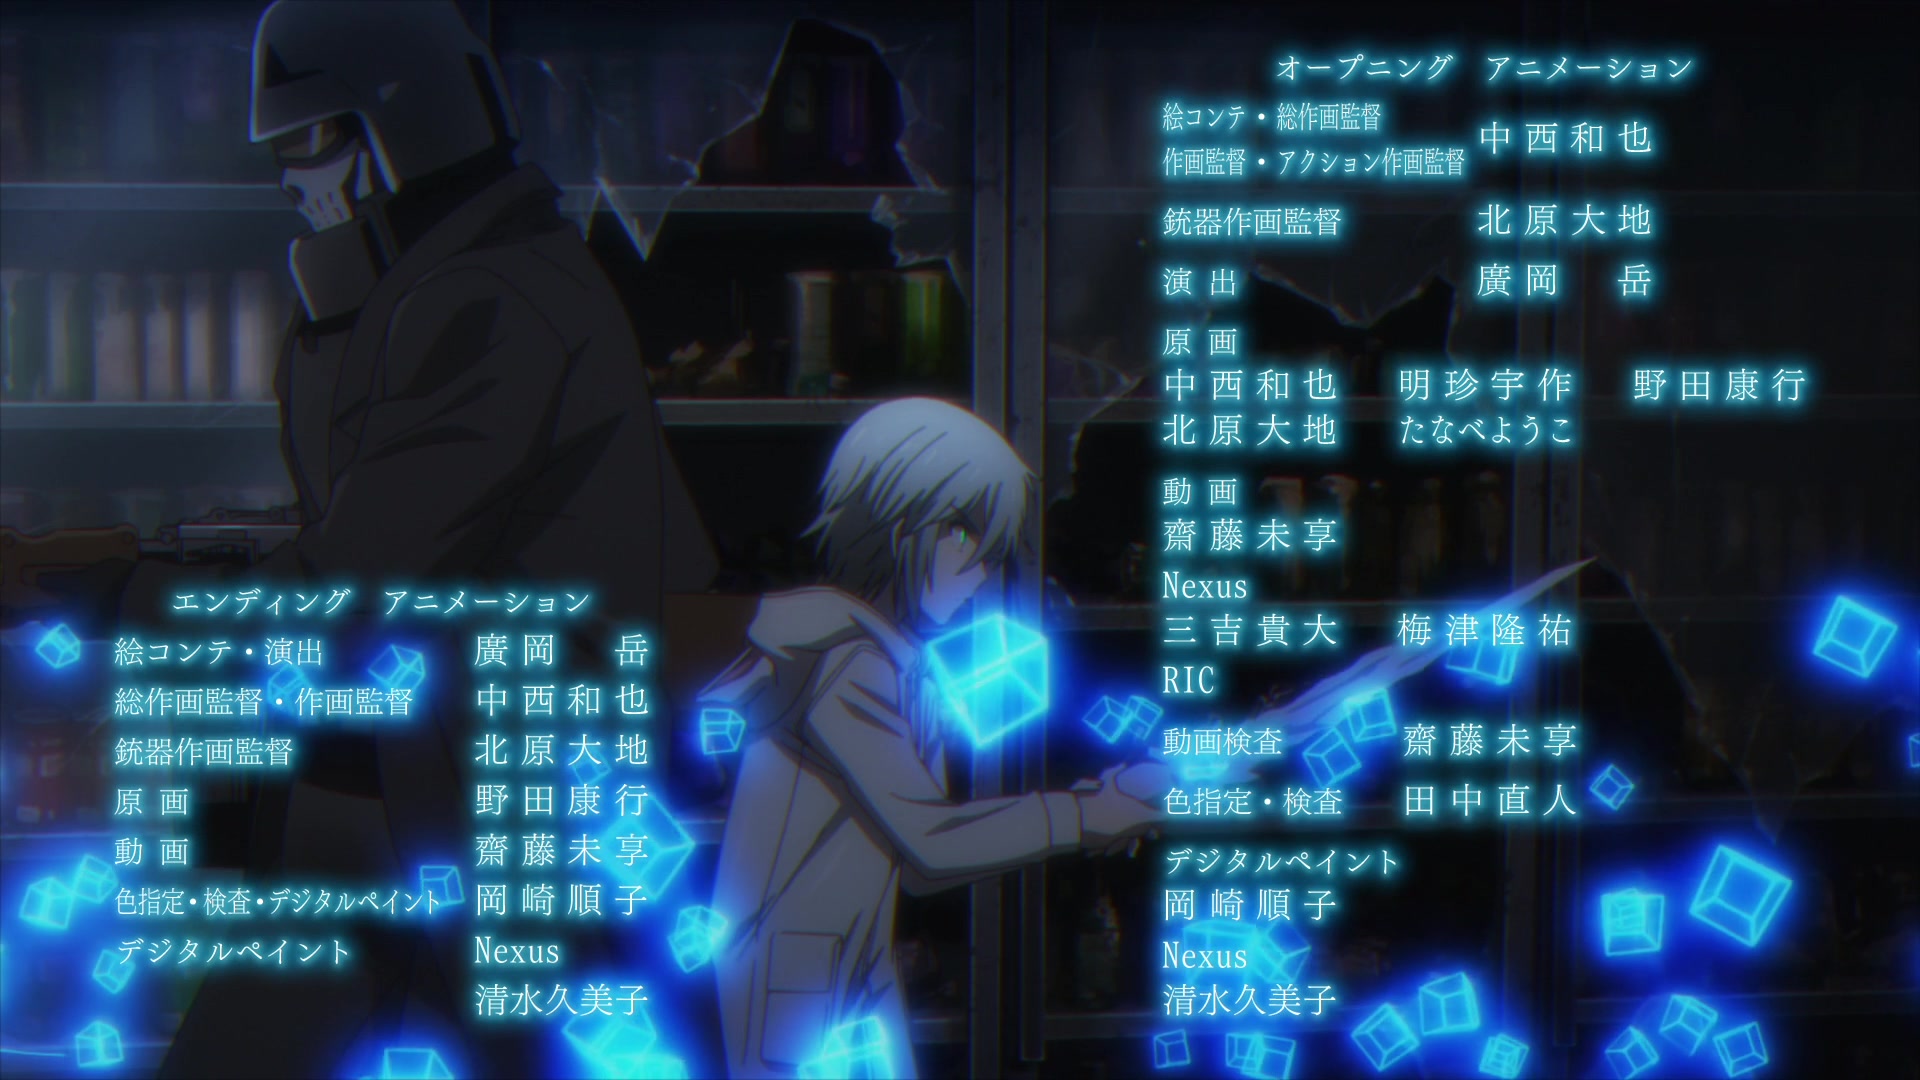 オープニング アニメーション
絵コンテ・総作画監督
作画監督・アクション作画監督 中西和也
銃器作画監督 北原大地
演出 廣岡 岳
原画
中西和也 明珍宇作 野田康行
北原大地 たなべようこ
動画
齋藤未享
Nexus
三吉貴大 梅津隆祐
RIC
動画検査 齋藤未享
色指定・検査 田中直人
デジタルペイント
岡崎順子
Nexus
清水久美子
エンディング アニメーション
絵コンテ・演出 廣岡 岳
総作画監督・作画監督 中西和也
銃器作画監督 北原大地
原画 野田康行
動画 齋藤未享
色指定・検査・デジタルペイント 岡崎順子
デジタルペイント Nexus
清水久美子